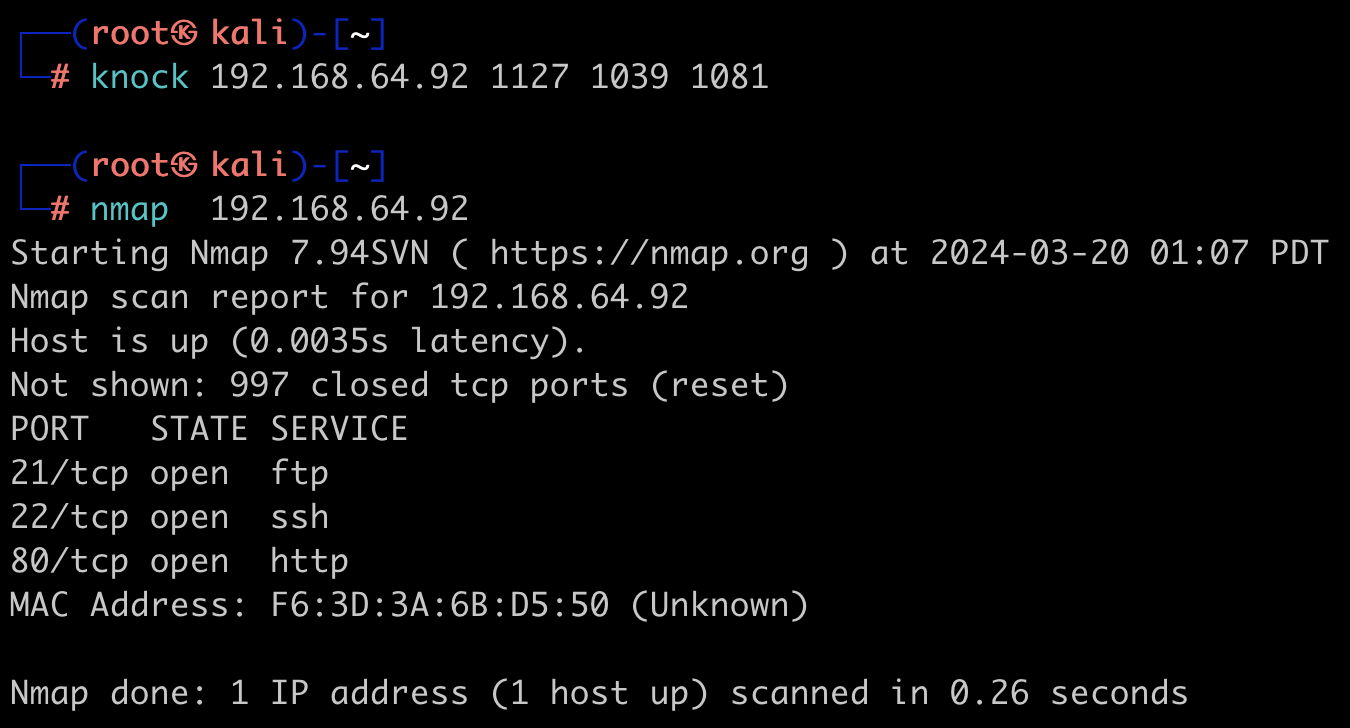 ┌──(root㉿kali)-[~]
└─# knock 192.168.64.92 1127 1039 1081
┌──(root㉿kali)-[~]
└─# nmap  192.168.64.92
Starting Nmap 7.94SVN ( https://nmap.org ) at 2024-03-20 01:07 PDT
Nmap scan report for 192.168.64.92
Host is up (0.0035s latency).
Not shown: 997 closed tcp ports (reset)
PORT   STATE SERVICE
21/tcp open  ftp
22/tcp open  ssh
80/tcp open  http
MAC Address: F6:3D:3A:6B:D5:50 (Unknown)
Nmap done: 1 IP address (1 host up) scanned in 0.26 seconds